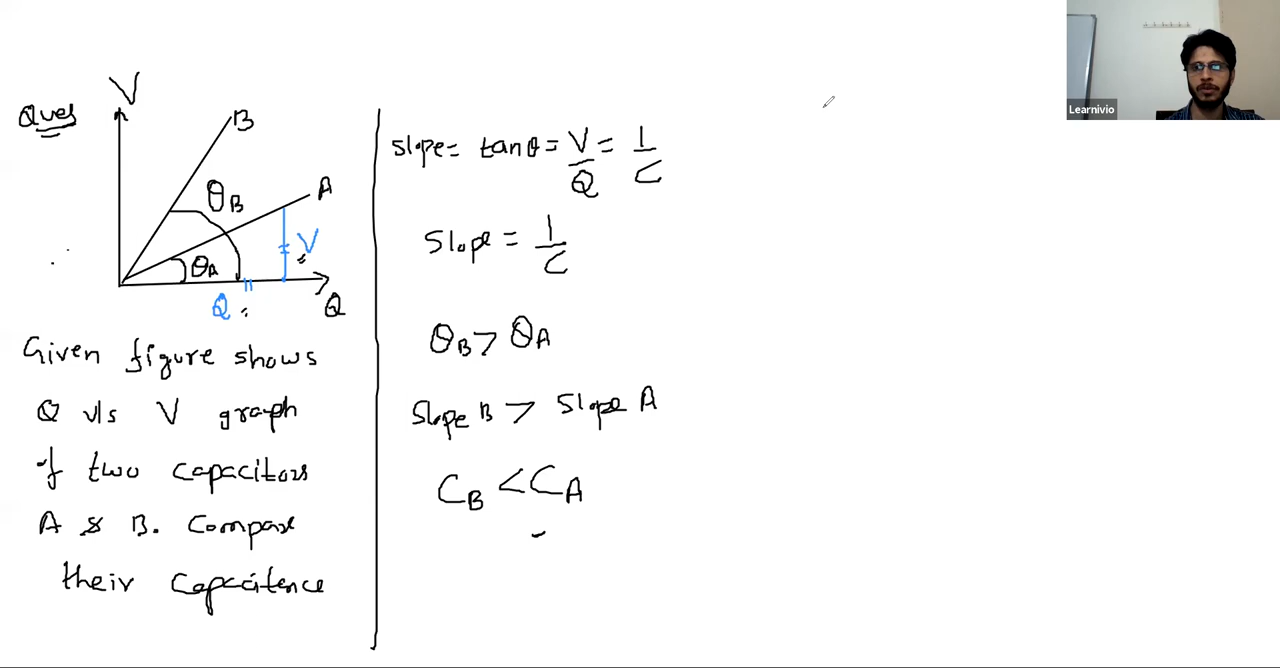 Ques
V
B
θB
A
θA
V
Q
Q
Given figure shows
Q v/s V graph
of two capacitors
A & B. Compare
their Capacitence
Slope = tanθ = V/Q = 1/C
Slope = 1/C
θB > θA
Slope B > Slope A
CB < CA
Learnivio